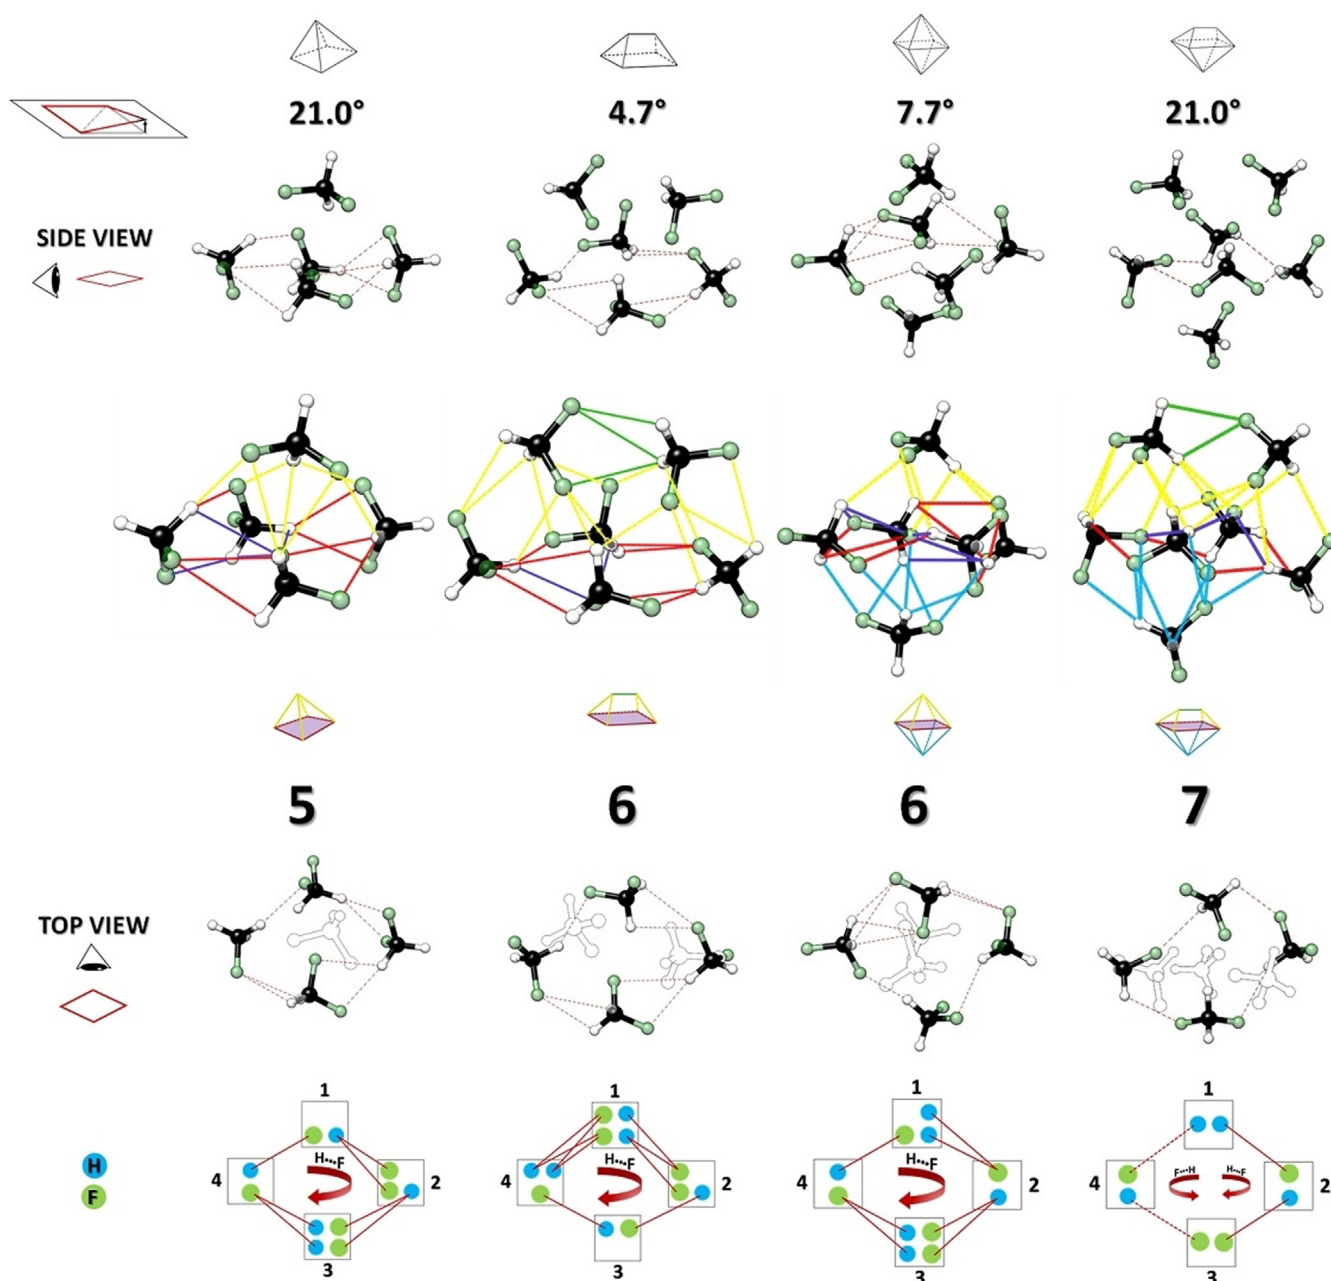 21.0° 4.7° 7.7° 21.0°
SIDE VIEW
5 6 6 7
TOP VIEW
1 1 1 1
H F
H•••F H•••F H•••F F•••H H•••F
4 2 4 2 4 2 4 2
3 3 3 3